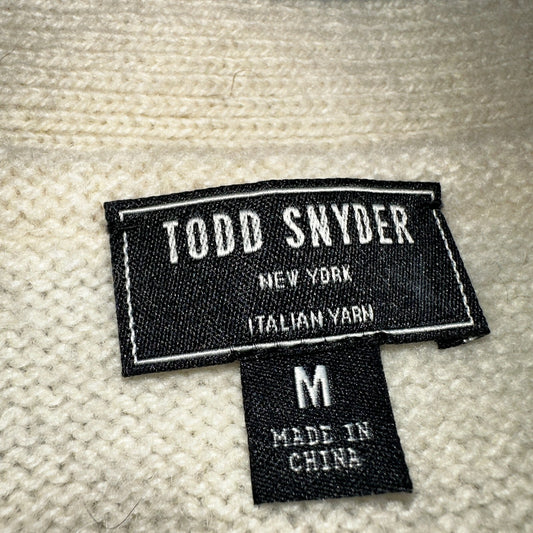 TODD SNYDER
NEW YORK
ITALIAN YARN
M
MADE IN
CHINA